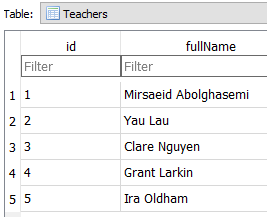 Table: Teachers
id fullName
Filter Filter
1 1 Mirsaeid Abolghasemi
2 2 Yau Lau
3 3 Clare Nguyen
4 4 Grant Larkin
5 5 Ira Oldham